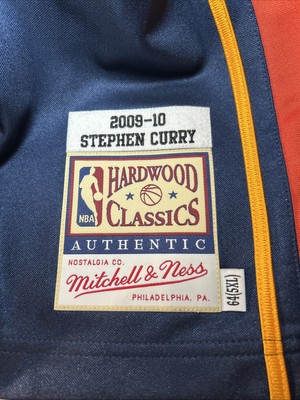 2009-10
STEPHEN CURRY
NBA
HARDWOOD
CLASSICS
AUTHENTIC
NOSTALGIA CO.
Mitchell & Ness
PHILADELPHIA, PA.
64(5XL)